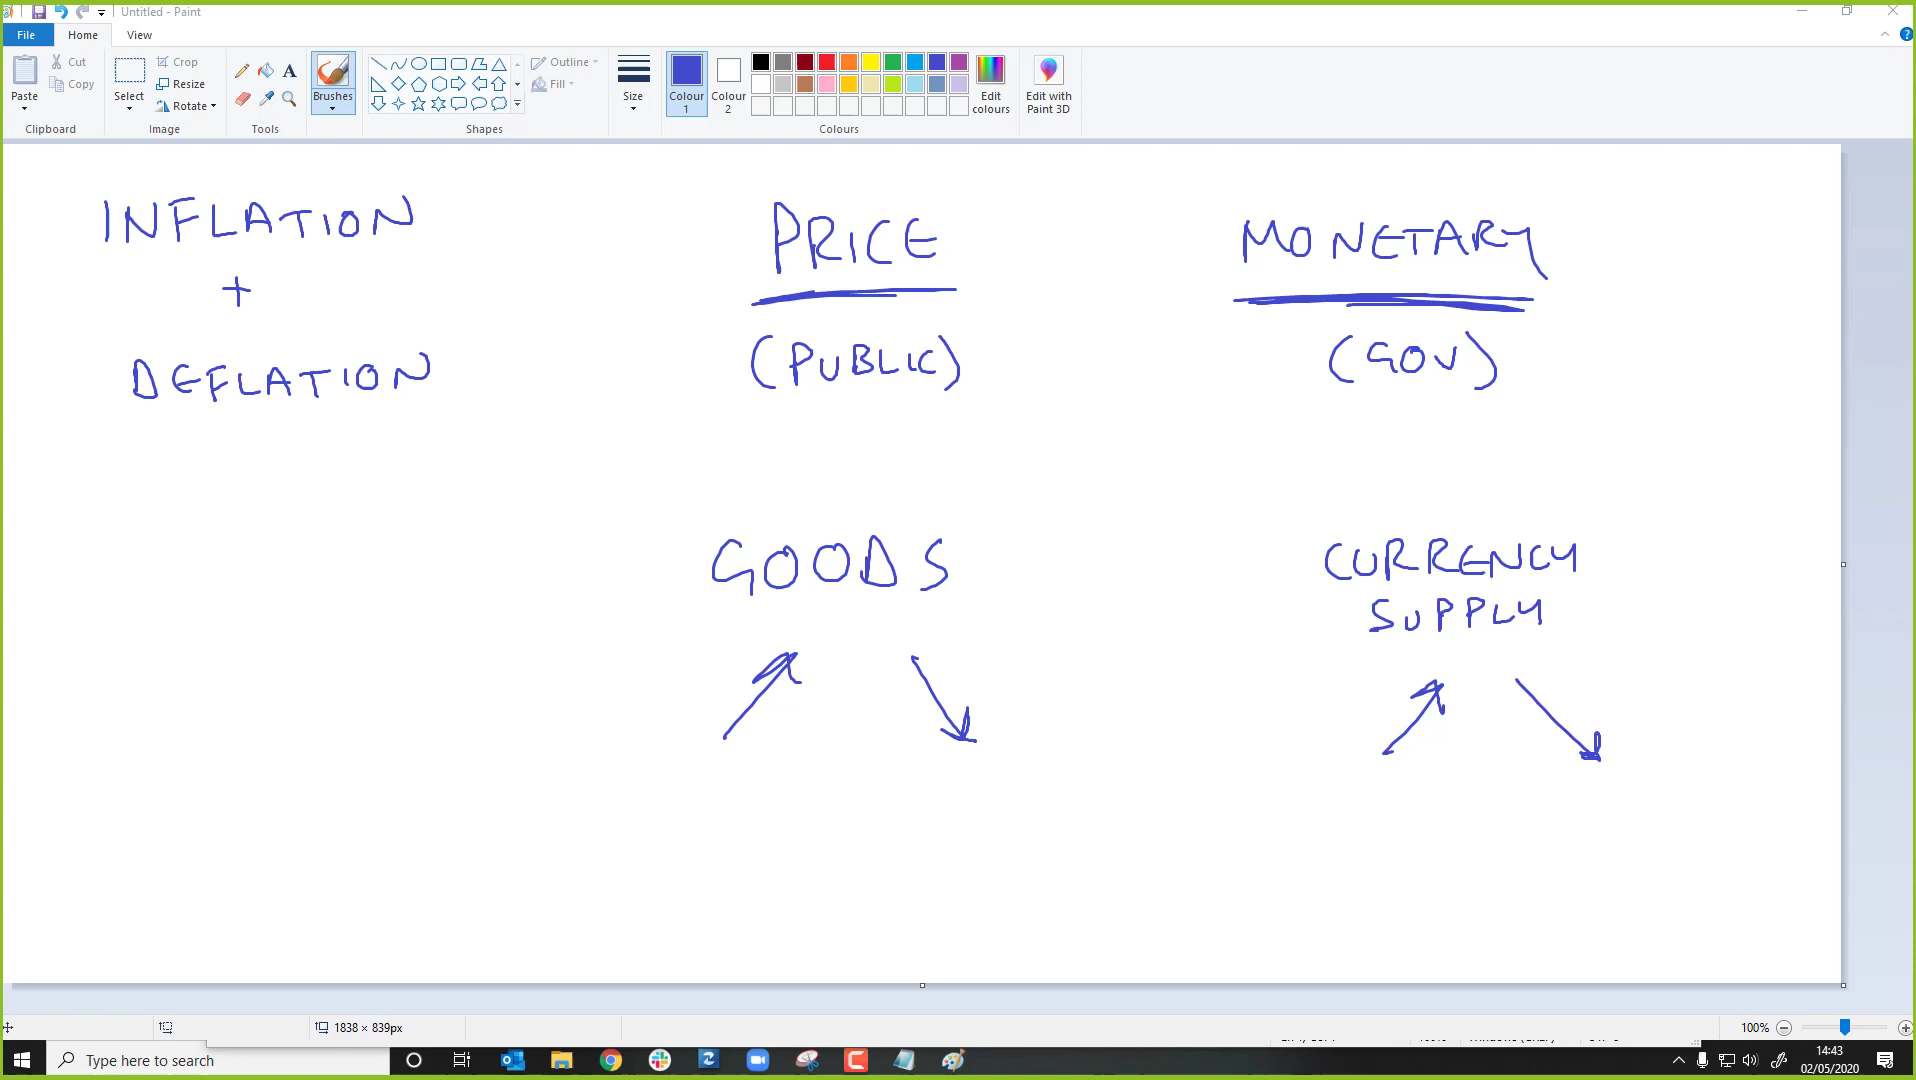 Untitled - Paint
File Home View
Paste Cut Copy Clipboard
Select Crop Resize Rotate Image
Tools
Brushes
Shapes
Outline Fill
Size
Colour 1
Colour 2
Colours
Edit colours
Edit with Paint 3D
INFLATION
+
DEFLATION
PRICE
(PUBLIC)
MONETARY
(GOV)
GOODS
CURRENCY
SUPPLY
1838 × 839px
100%
Type here to search
14:43
02/05/2020